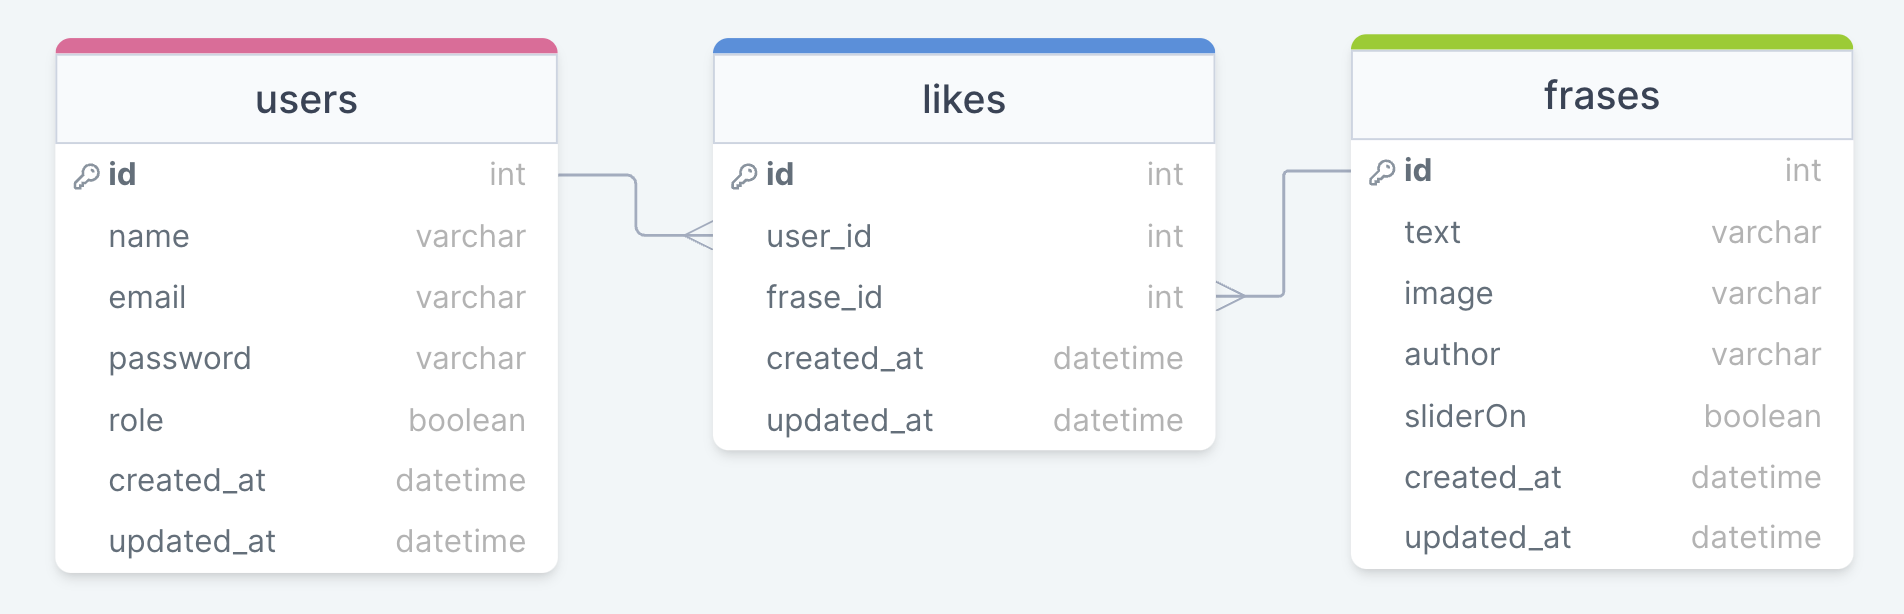 users
id int
name varchar
email varchar
password varchar
role boolean
created_at datetime
updated_at datetime
likes
id int
user_id int
frase_id int
created_at datetime
updated_at datetime
frases
id int
text varchar
image varchar
author varchar
sliderOn boolean
created_at datetime
updated_at datetime